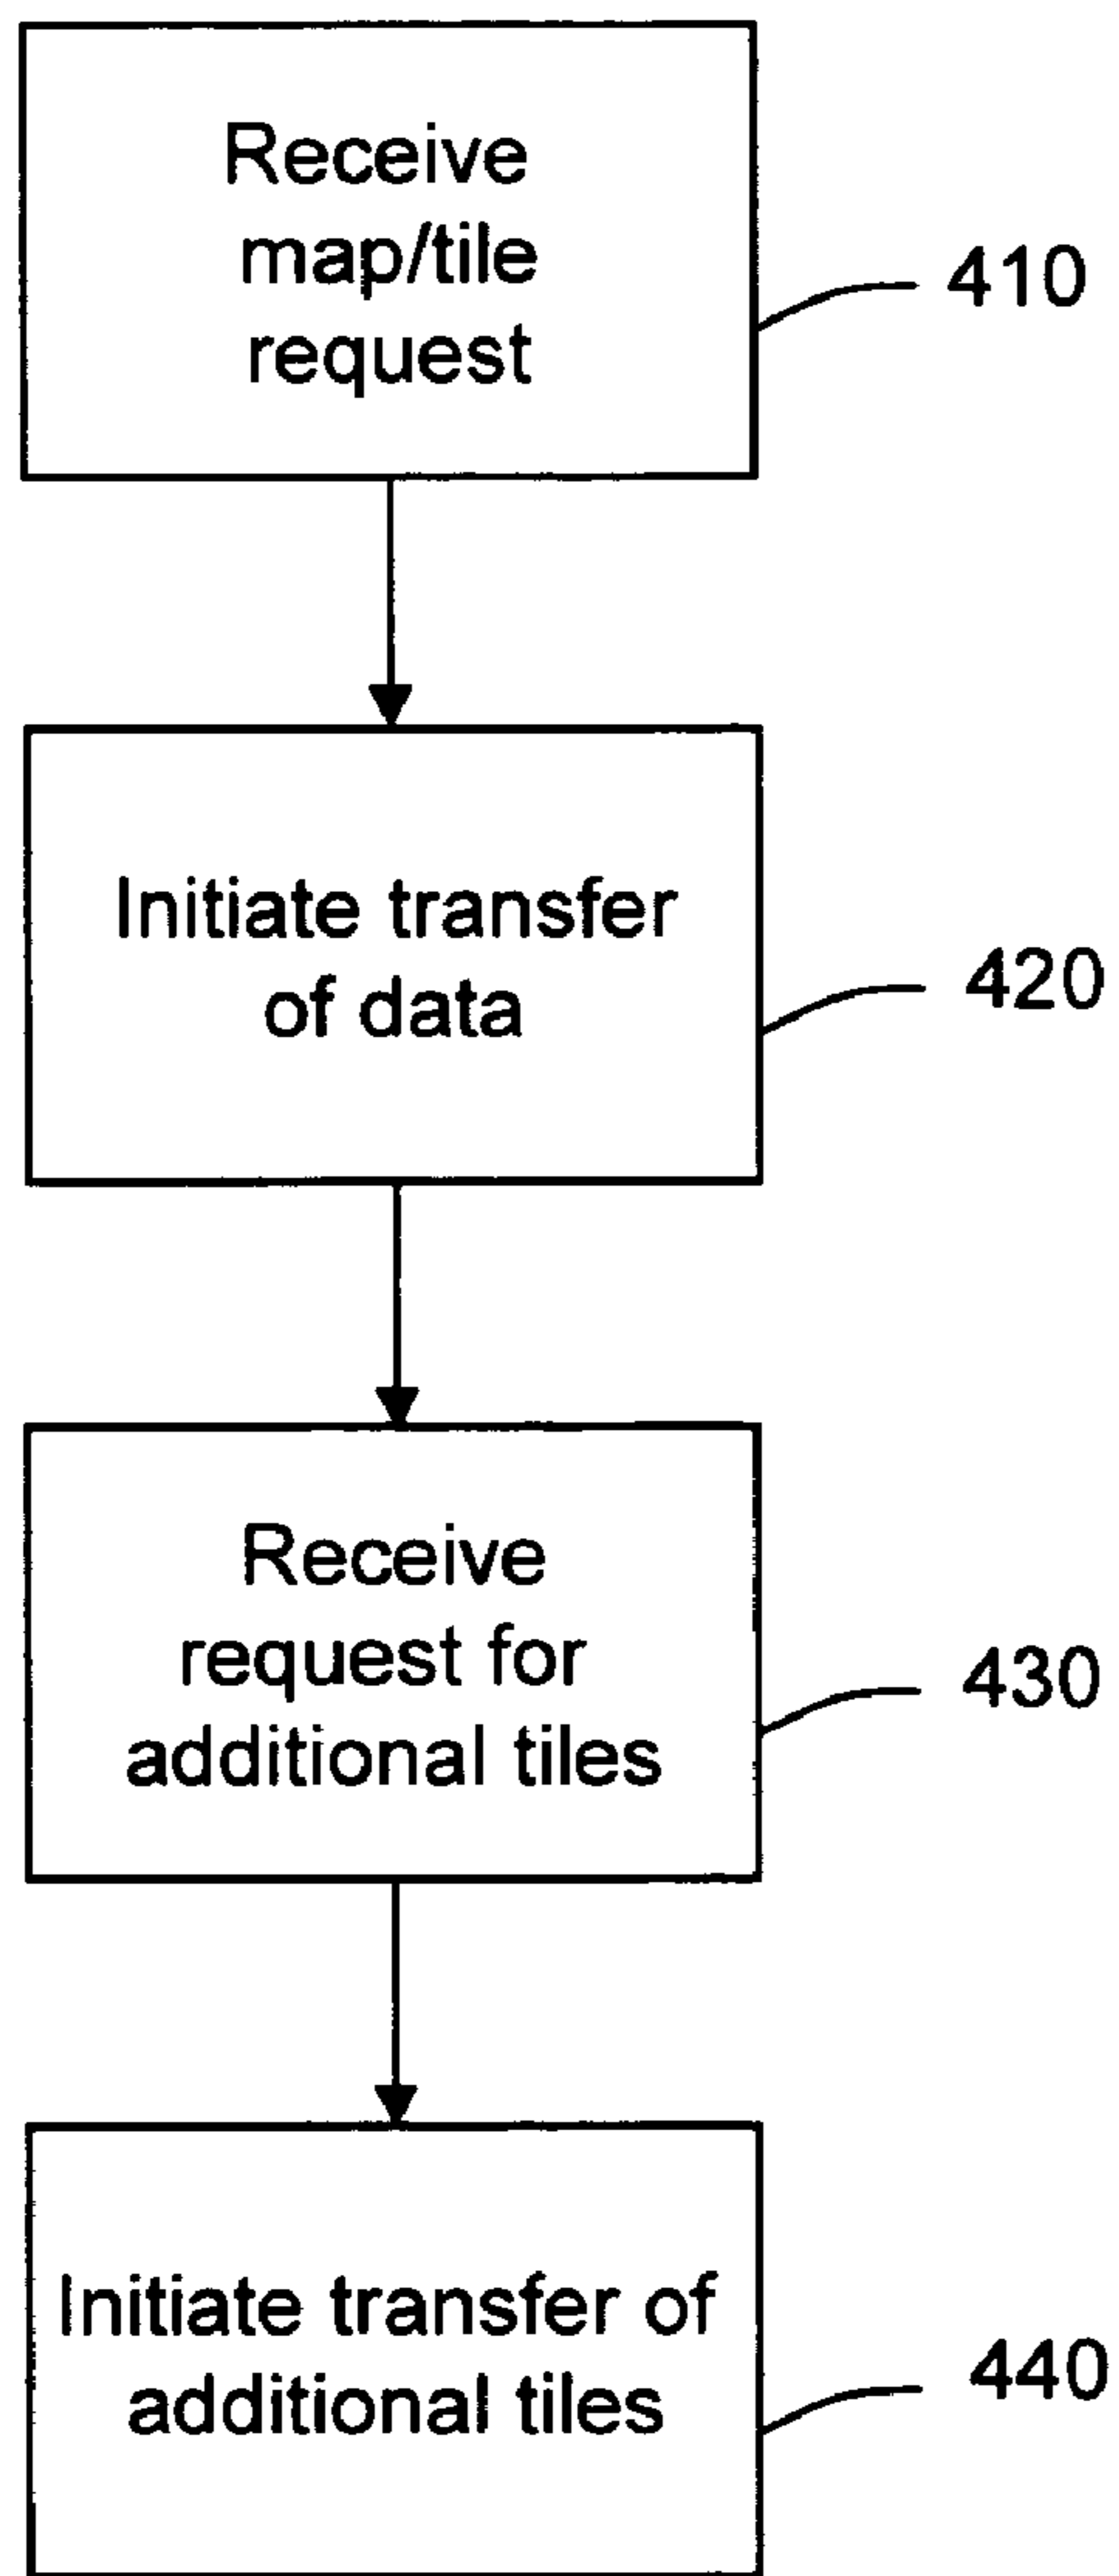 Receive
map/tile
request
410
Initiate transfer
of data
420
Receive
request for
additional tiles
430
Initiate transfer of
additional tiles
440